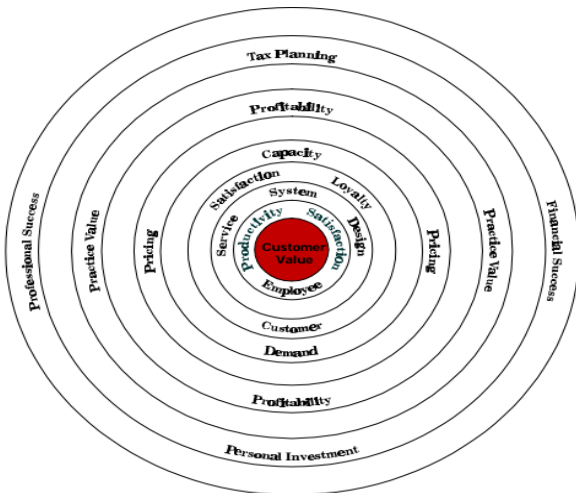 Tax Planning
Profitability
Capacity
Satisfaction
Loyalty
System
Service
Design
Productivity
Satisfaction
Customer
Value
Employee
Customer
Demand
Pricing
Pricing
Practice Value
Practice Value
Professional Success
Financial Success
Profitability
Personal Investment